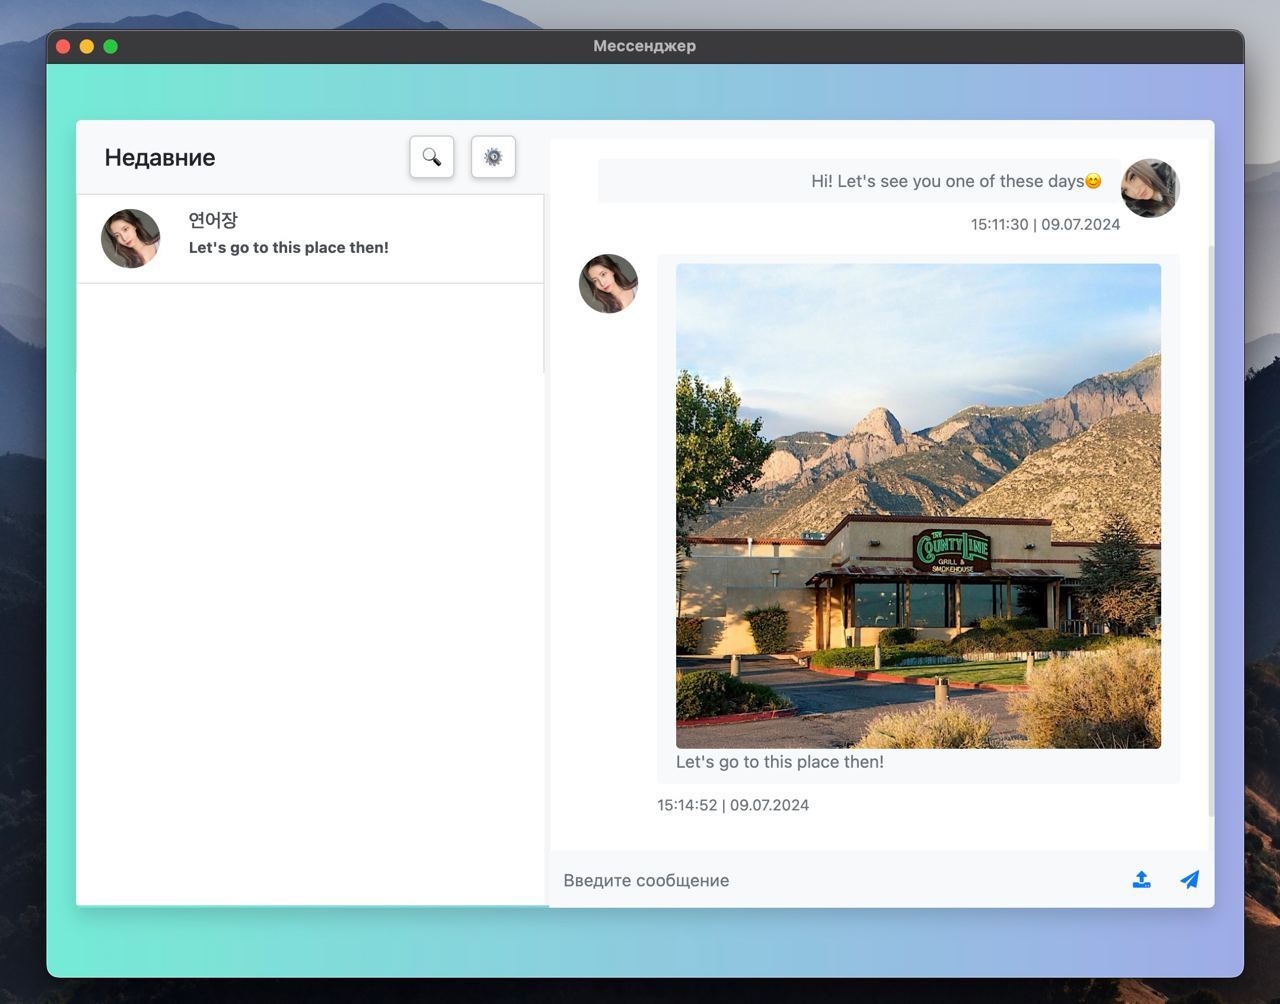 Мессенджер
Недавние
연어장
Let's go to this place then!
Hi! Let's see you one of these days😊
15:11:30 | 09.07.2024
THE
COUNTY LINE
GRILL &
SMOKEHOUSE
Let's go to this place then!
15:14:52 | 09.07.2024
Введите сообщение